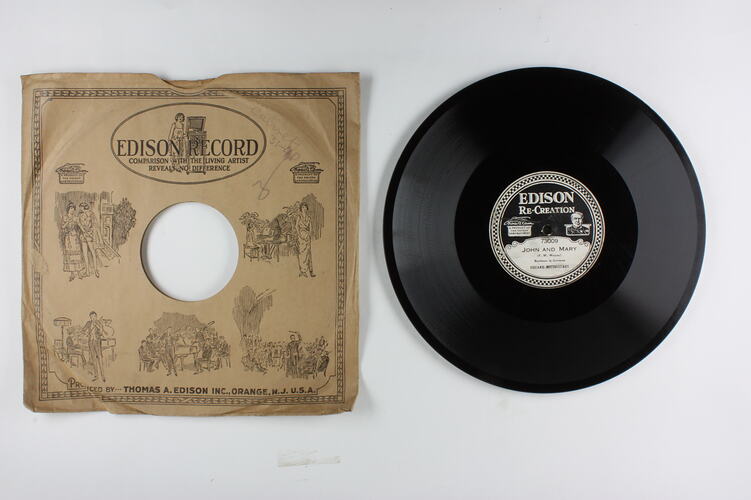 EDISON RECORD
COMPARISON WITH THE LIVING ARTIST
REVEALS NO DIFFERENCE
PRODUCED BY THOMAS A. EDISON INC., ORANGE, N.J. U.S.A.
EDISON
RE-CREATION
73009
JOHN AND MARY